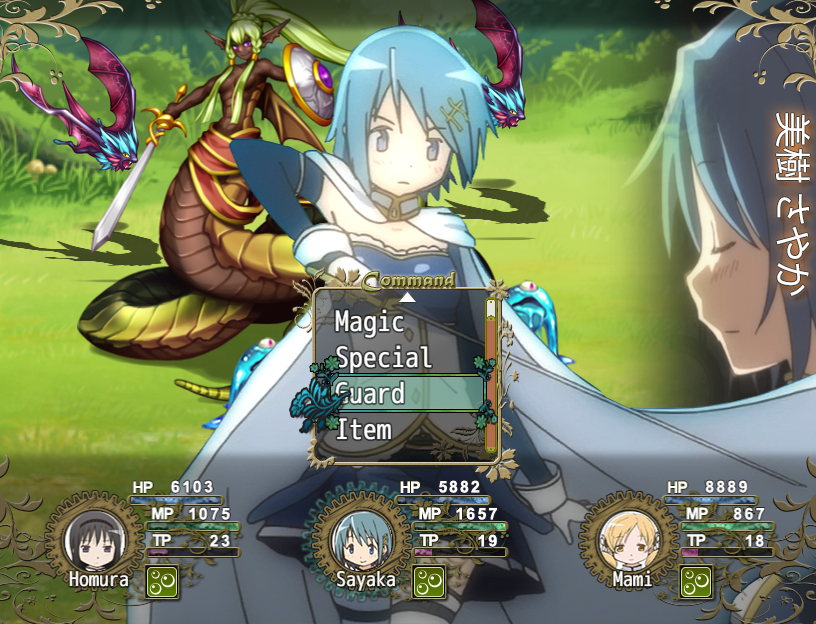 美樹 さやか
Command
Magic
Special
Guard
Item
HP 6103
MP 1075
TP 23
Homura
HP 5882
MP 1657
TP 19
Sayaka
HP 8889
MP 867
TP 18
Mami